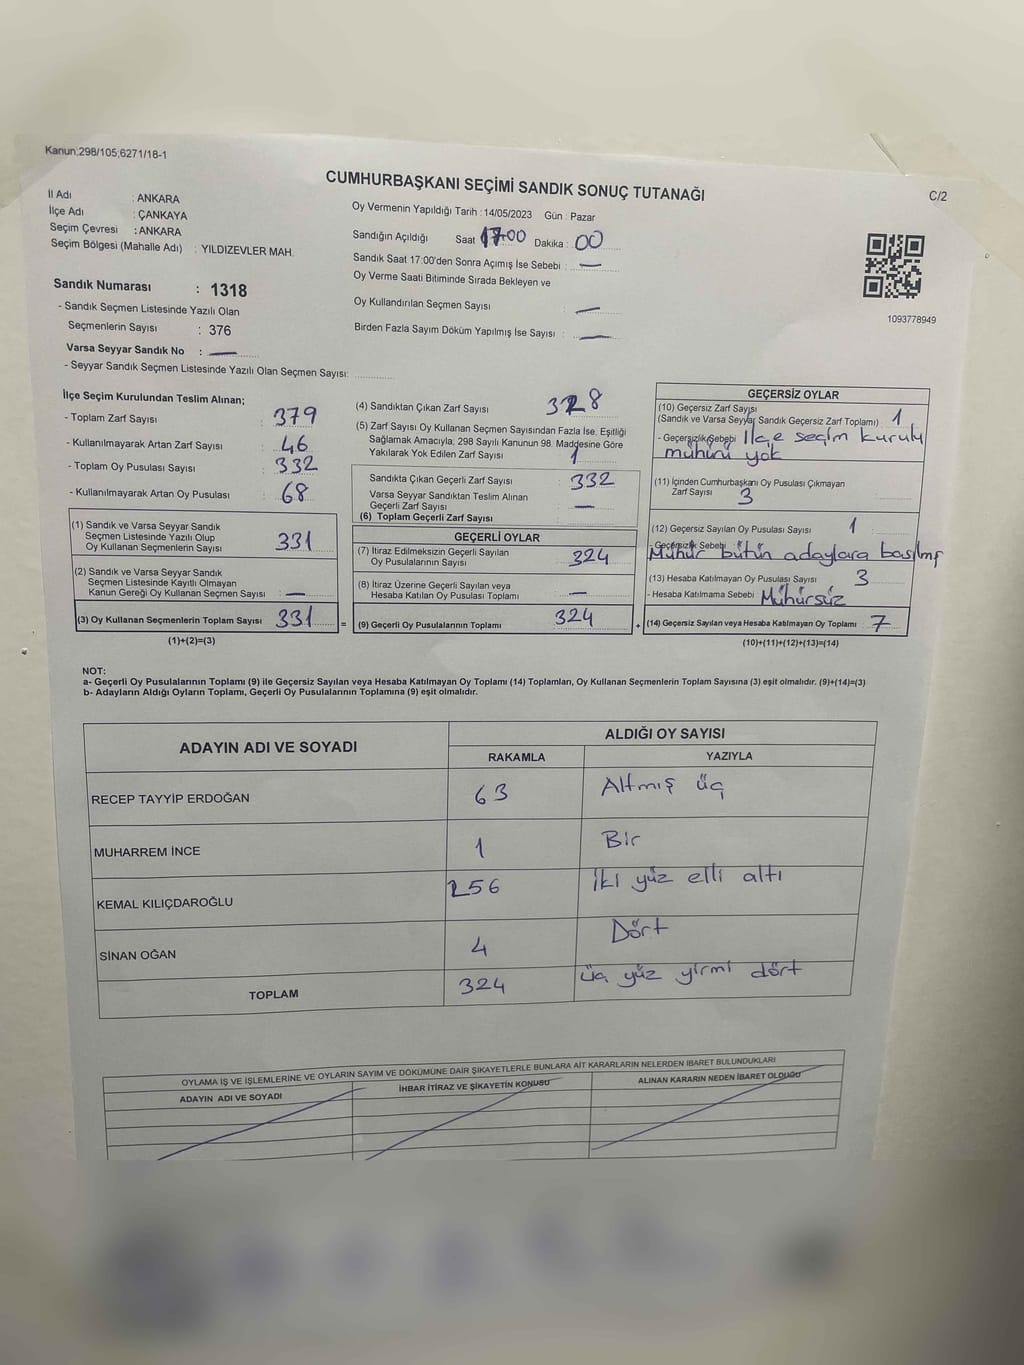 Kanun;298/105;6271/18-1
CUMHURBAŞKANI SEÇİMİ SANDIK SONUÇ TUTANAĞI
C/2
İl Adı : ANKARA
İlçe Adı : ÇANKAYA
Seçim Çevresi : ANKARA
Seçim Bölgesi (Mahalle Adı) : YILDIZEVLER MAH.
Sandık Numarası : 1318
- Sandık Seçmen Listesinde Yazılı Olan
Seçmenlerin Sayısı : 376
Varsa Seyyar Sandık No : —
- Seyyar Sandık Seçmen Listesinde Yazılı Olan Seçmen Sayısı:
Oy Vermenin Yapıldığı Tarih : 14/05/2023 Gün : Pazar
Sandığın Açıldığı Saat 17:00 Dakika : 00
Sandık Saat 17:00'den Sonra Açımış İse Sebebi : —
Oy Verme Saati Bitiminde Sırada Bekleyen ve
Oy Kullandırılan Seçmen Sayısı : —
Birden Fazla Sayım Döküm Yapılmış İse Sayısı : —
1093778949
İlçe Seçim Kurulundan Teslim Alınan;
- Toplam Zarf Sayısı : 379
- Kullanılmayarak Artan Zarf Sayısı : 46
- Toplam Oy Pusulası Sayısı : 332
- Kullanılmayarak Artan Oy Pusulası : 68
(1) Sandık ve Varsa Seyyar Sandık
Seçmen Listesinde Yazılı Olup
Oy Kullanan Seçmenlerin Sayısı : 331
(2) Sandık ve Varsa Seyyar Sandık
Seçmen Listesinde Kayıtlı Olmayan
Kanun Gereği Oy Kullanan Seçmen Sayısı : —
(3) Oy Kullanan Seçmenlerin Toplam Sayısı : 331 =
(1)+(2)=(3)
(4) Sandıktan Çıkan Zarf Sayısı : 328
(5) Zarf Sayısı Oy Kullanan Seçmen Sayısından Fazla İse, Eşitliği
Sağlamak Amacıyla; 298 Sayılı Kanunun 98. Maddesine Göre
Yakılarak Yok Edilen Zarf Sayısı : 1
Sandıkta Çıkan Geçerli Zarf Sayısı : 332
Varsa Seyyar Sandıktan Teslim Alınan
Geçerli Zarf Sayısı : —
(6) Toplam Geçerli Zarf Sayısı :
GEÇERLİ OYLAR
(7) İtiraz Edilmeksizin Geçerli Sayılan
Oy Pusulalarının Sayısı : 324
(8) İtiraz Üzerine Geçerli Sayılan veya
Hesaba Katılan Oy Pusulası Toplamı : —
(9) Geçerli Oy Pusulalarının Toplamı : 324 +
GEÇERSİZ OYLAR
(10) Geçersiz Zarf Sayısı
(Sandık ve Varsa Seyyar Sandık Geçersiz Zarf Toplamı) : 1
- Geçersizlik Sebebi : İlçe seçim kurulu
mühürü yok
(11) İçinden Cumhurbaşkanı Oy Pusulası Çıkmayan
Zarf Sayısı : 3
(12) Geçersiz Sayılan Oy Pusulası Sayısı : 1
- Geçersizlik Sebebi
Mühür bütün adaylara basılmış
(13) Hesaba Katılmayan Oy Pusulası Sayısı : 3
- Hesaba Katılmama Sebebi : Mühürsüz
(14) Geçersiz Sayılan veya Hesaba Katılmayan Oy Toplamı : 7
(10)+(11)+(12)+(13)=(14)
NOT:
a- Geçerli Oy Pusulalarının Toplamı (9) ile Geçersiz Sayılan veya Hesaba Katılmayan Oy Toplamı (14) Toplamları, Oy Kullanan Seçmenlerin Toplam Sayısına (3) eşit olmalıdır. (9)+(14)=(3)
b- Adayların Aldığı Oyların Toplamı, Geçerli Oy Pusulalarının Toplamına (9) eşit olmalıdır.
ADAYIN ADI VE SOYADI ALDIĞI OY SAYISI
RAKAMLA YAZIYLA
RECEP TAYYİP ERDOĞAN 63 Altmış üç
MUHARREM İNCE 1 Bir
KEMAL KILIÇDAROĞLU 256 İki yüz elli altı
SİNAN OĞAN 4 Dört
TOPLAM 324 üç yüz yirmi dört
OYLAMA İŞ VE İŞLEMLERİNE VE OYLARIN SAYIM VE DÖKÜMÜNE DAİR ŞİKAYETLERLE BUNLARA AİT KARARLARIN NELERDEN İBARET BULUNDUKLARI
ADAYIN ADI VE SOYADI İHBAR İTİRAZ VE ŞİKAYETİN KONUSU ALINAN KARARIN NEDEN İBARET OLDUĞU